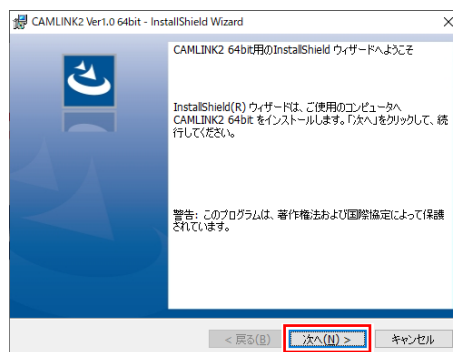 CAMLINK2 Ver1.0 64bit - InstallShield Wizard
CAMLINK2 64bit用のInstallShield ウィザードへようこそ
InstallShield(R) ウィザードは、ご使用のコンピュータへ
CAMLINK2 64bit をインストールします。「次へ」をクリックして、続
行してください。
警告: このプログラムは、著作権法および国際協定によって保護
されています。
< 戻る(B)
次へ(N) >
キャンセル